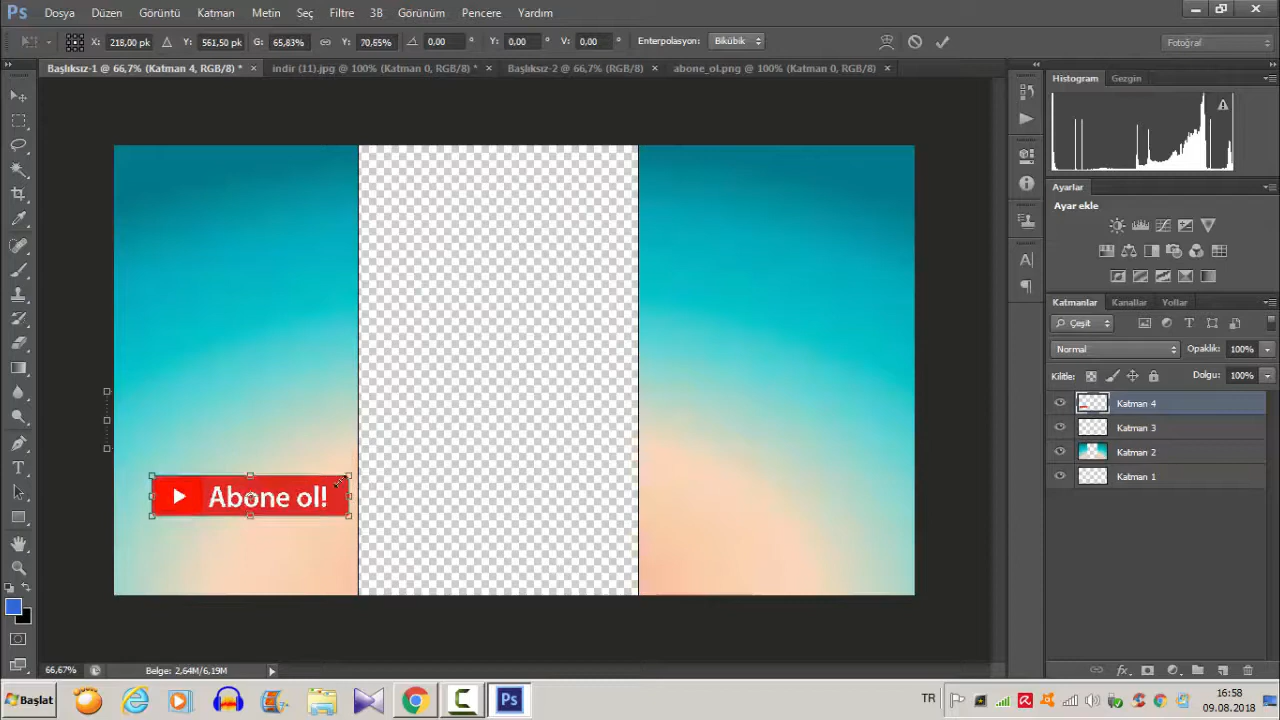 Ps Dosya Düzen Görüntü Katman Metin Seç Filtre 3B Görünüm Pencere Yardım
X: 218,00 pk Y: 561,50 pk G: 65,83% Y: 70,65% 0,00 ° Y: 0,00 ° V: 0,00 ° Enterpolasyon: Bikübik Fotoğraf
Başlıksız-1 @ 66,7% (Katman 4, RGB/8) * × indir (11).jpg @ 100% (Katman 0, RGB/8) * × Başlıksız-2 @ 66,7% (RGB/8) × abone_ol.png @ 100% (Katman 0, RGB/8) ×
Histogram Gezgin
Ayarlar
Ayar ekle
Katmanlar Kanallar Yollar
Çeşit
Normal Opaklık: 100%
Kilitle: Dolgu: 100%
Katman 4
Katman 3
Katman 2
Katman 1
Abone ol!
66,67% Belge: 2,64M/6,19M
Başlat Ps TR 16:58
09.08.2018